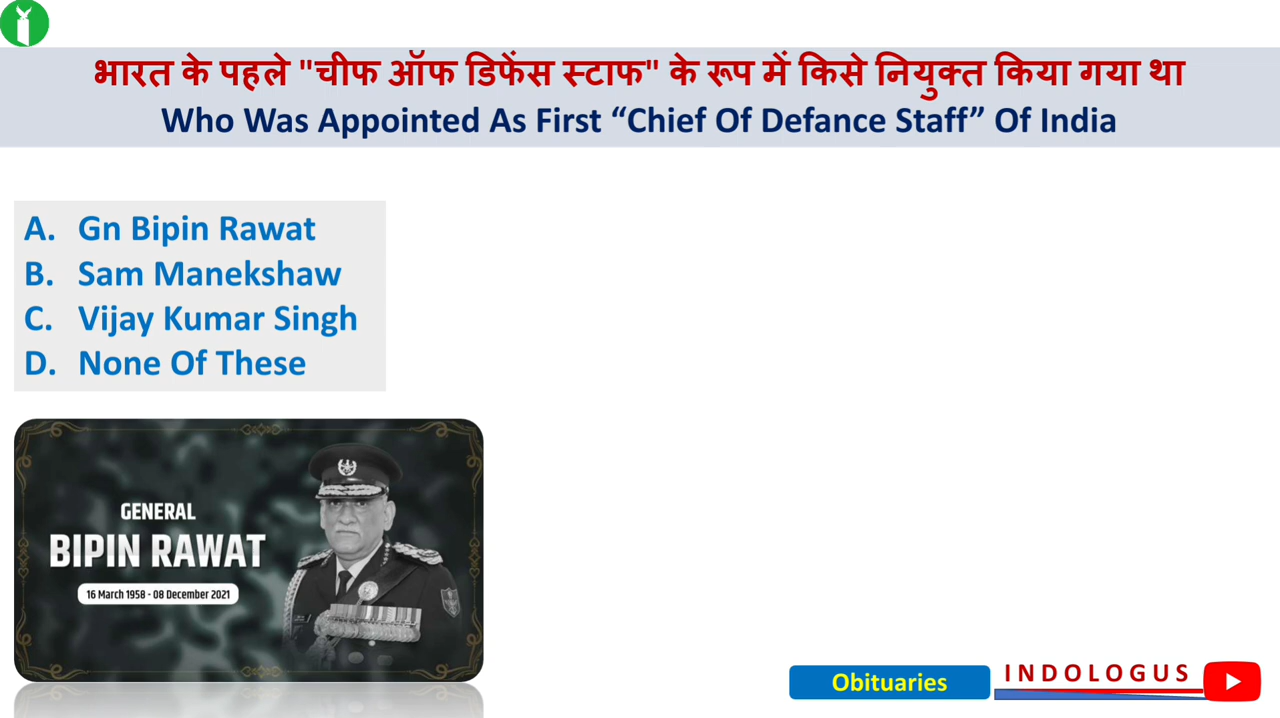 भारत के पहले "चीफ ऑफ डिफेंस स्टाफ" के रूप में किसे नियुक्त किया गया था
Who Was Appointed As First “Chief Of Defance Staff” Of India
A. Gn Bipin Rawat
B. Sam Manekshaw
C. Vijay Kumar Singh
D. None Of These
GENERAL
BIPIN RAWAT
16 March 1958 - 08 December 2021
Obituaries
INDOLOGUS